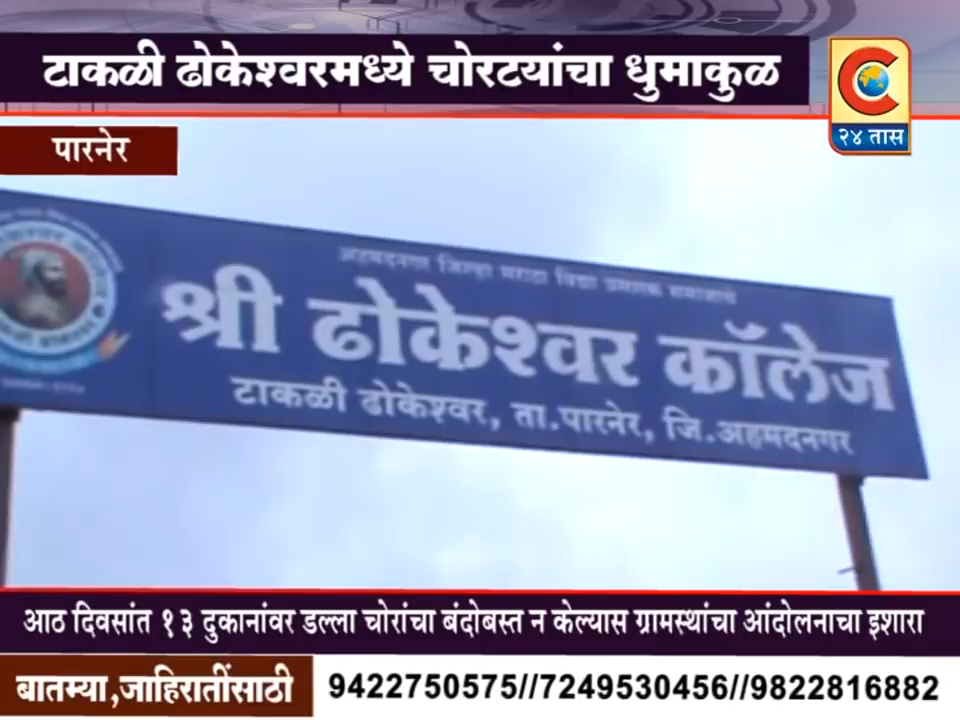 टाकळी ढोकेश्वरमध्ये चोरटयांचा धुमाकुळ
C
२४ तास
पारनेर
अहमदनगर जिल्हा मराठा विद्या प्रसारक समाजाचे
श्री ढोकेश्वर कॉलेज
टाकळी ढोकेश्वर, ता.पारनेर, जि.अहमदनगर
आठ दिवसांत १३ दुकानांवर डल्ला चोरांचा बंदोबस्त न केल्यास ग्रामस्थांचा आंदोलनाचा इशारा
बातम्या,जाहिरातींसाठी
9422750575//7249530456//9822816882